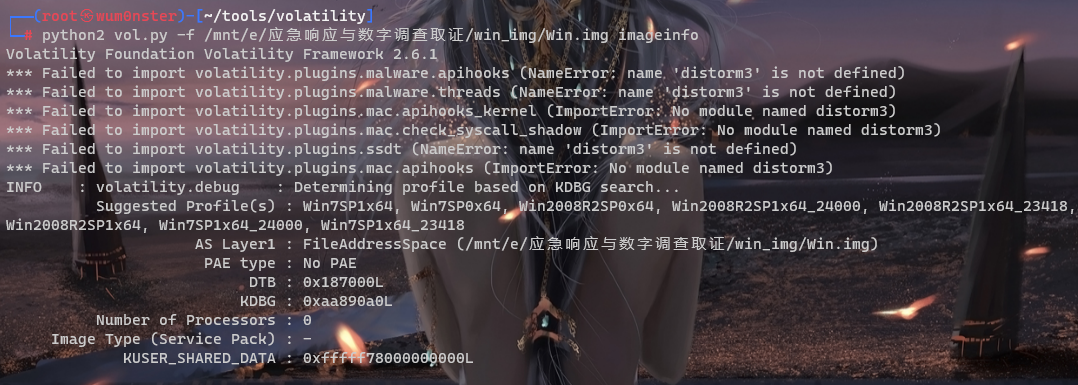 ┌──(root㉿wum0nster)-[~/tools/volatility]
└─# python2 vol.py -f /mnt/e/应急响应与数字调查取证/win_img/Win.img imageinfo
Volatility Foundation Volatility Framework 2.6.1
*** Failed to import volatility.plugins.malware.apihooks (NameError: name 'distorm3' is not defined)
*** Failed to import volatility.plugins.malware.threads (NameError: name 'distorm3' is not defined)
*** Failed to import volatility.plugins.mac.apihooks_kernel (ImportError: No module named distorm3)
*** Failed to import volatility.plugins.mac.check_syscall_shadow (ImportError: No module named distorm3)
*** Failed to import volatility.plugins.ssdt (NameError: name 'distorm3' is not defined)
*** Failed to import volatility.plugins.mac.apihooks (ImportError: No module named distorm3)
INFO    : volatility.debug    : Determining profile based on KDBG search...
          Suggested Profile(s) : Win7SP1x64, Win7SP0x64, Win2008R2SP0x64, Win2008R2SP1x64_24000, Win2008R2SP1x64_23418,
Win2008R2SP1x64, Win7SP1x64_24000, Win7SP1x64_23418
                     AS Layer1 : FileAddressSpace (/mnt/e/应急响应与数字调查取证/win_img/Win.img)
                      PAE type : No PAE
                           DTB : 0x187000L
                          KDBG : 0xaa890a0L
          Number of Processors : 0
     Image Type (Service Pack) : -
             KUSER_SHARED_DATA : 0xfffff78000000000L